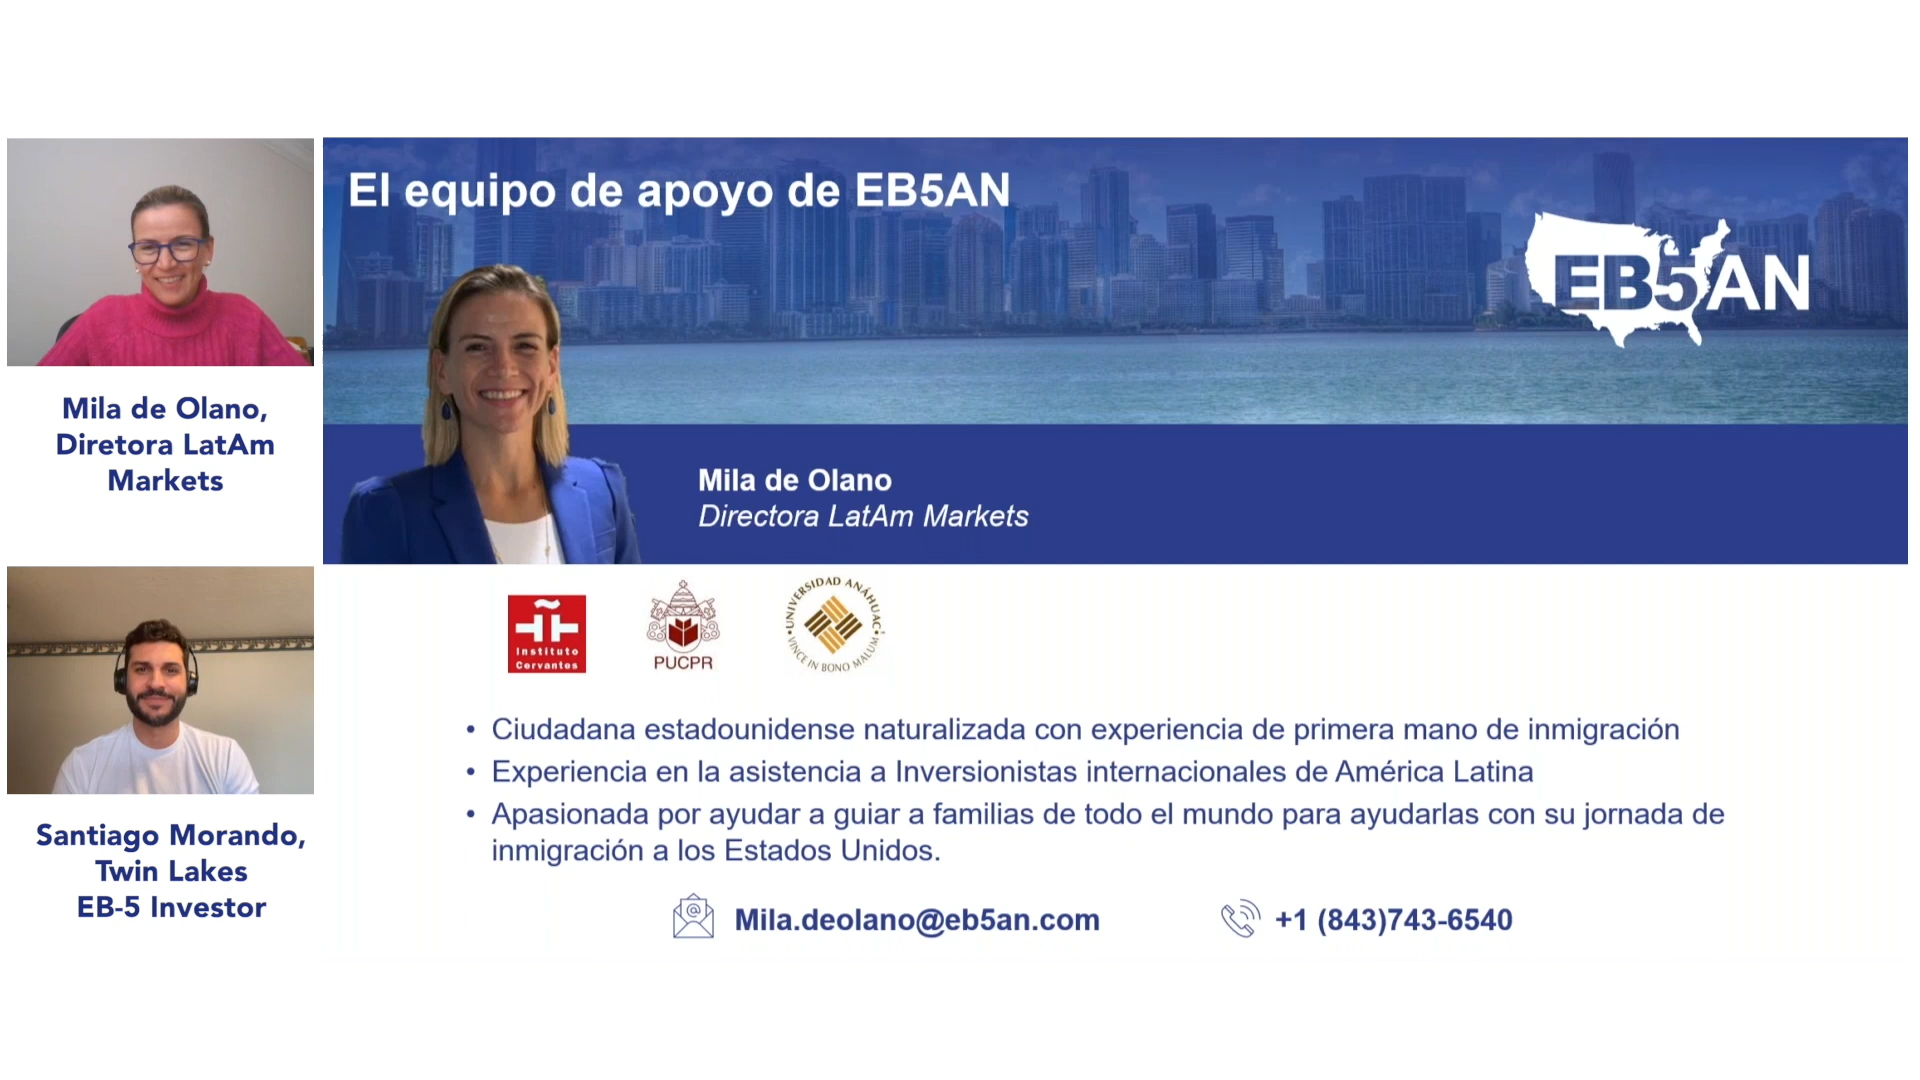 El equipo de apoyo de EB5AN
EB5AN
Mila de Olano,
Diretora LatAm
Markets
Mila de Olano
Directora LatAm Markets
Santiago Morando,
Twin Lakes
EB-5 Investor
Instituto
Cervantes
PUCPR
UNIVERSIDAD ANÁHUAC
VINCE IN BONO MALUM
• Ciudadana estadounidense naturalizada con experiencia de primera mano de inmigración
• Experiencia en la asistencia a Inversionistas internacionales de América Latina
• Apasionada por ayudar a guiar a familias de todo el mundo para ayudarlas con su jornada de
inmigración a los Estados Unidos.
Mila.deolano@eb5an.com
+1 (843)743-6540